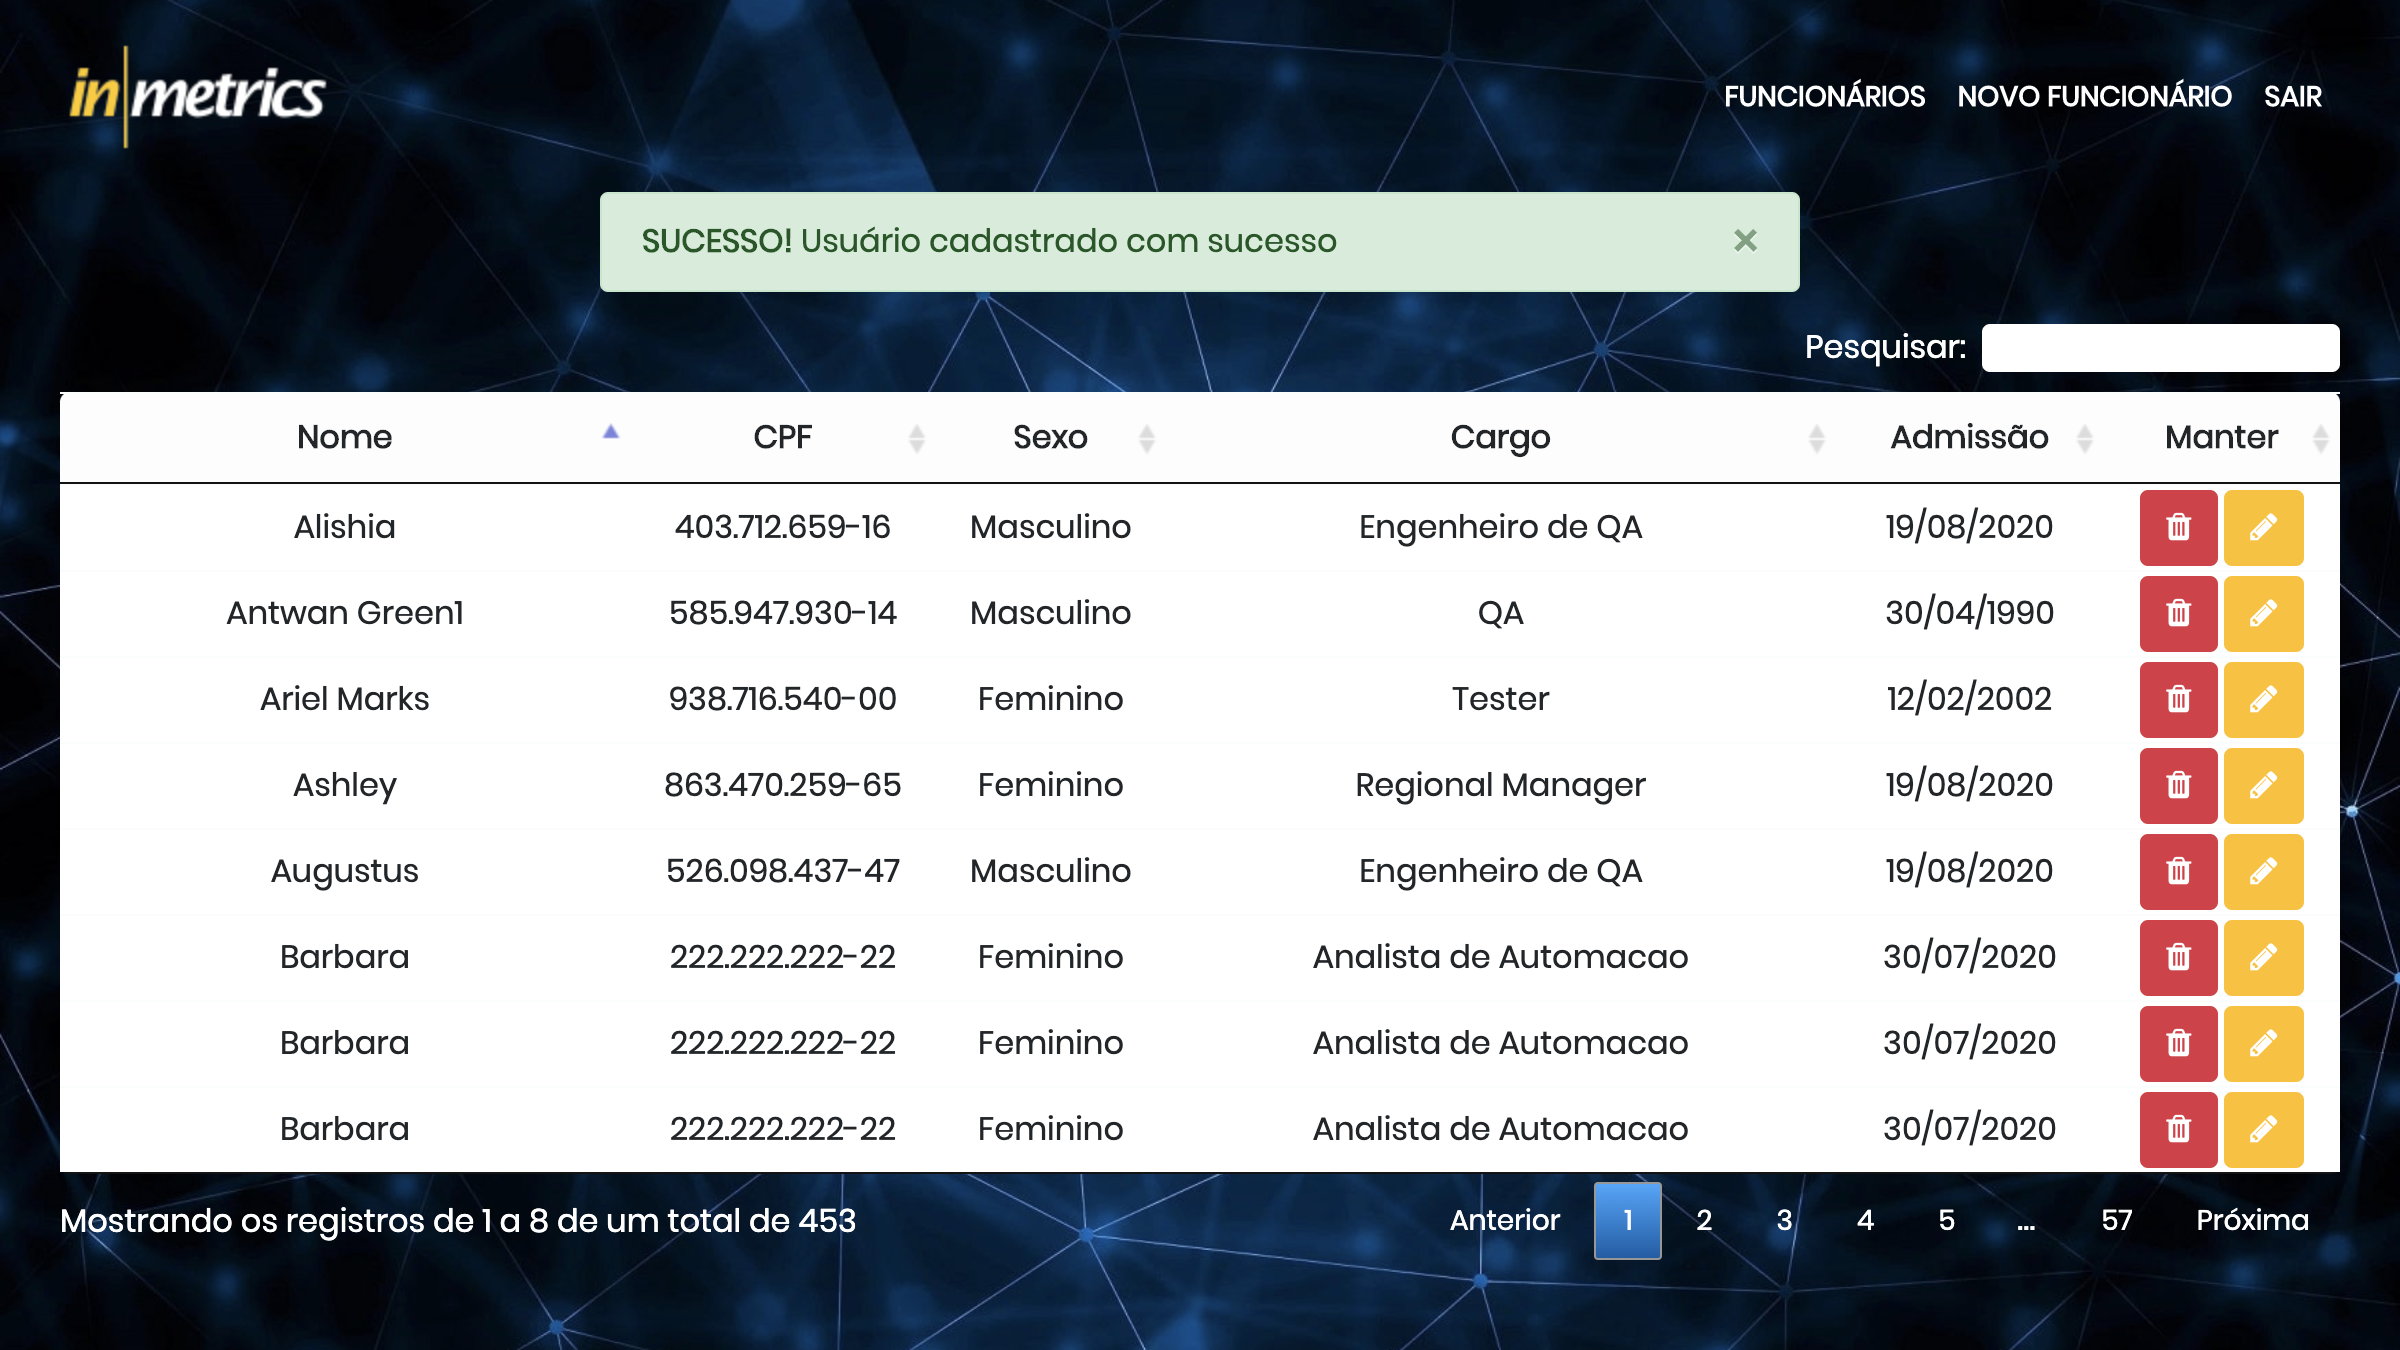 in|metrics
FUNCIONÁRIOS NOVO FUNCIONÁRIO SAIR
SUCESSO! Usuário cadastrado com sucesso ×
Pesquisar:
Nome CPF Sexo Cargo Admissão Manter
Alishia 403.712.659-16 Masculino Engenheiro de QA 19/08/2020
Antwan Green1 585.947.930-14 Masculino QA 30/04/1990
Ariel Marks 938.716.540-00 Feminino Tester 12/02/2002
Ashley 863.470.259-65 Feminino Regional Manager 19/08/2020
Augustus 526.098.437-47 Masculino Engenheiro de QA 19/08/2020
Barbara 222.222.222-22 Feminino Analista de Automacao 30/07/2020
Barbara 222.222.222-22 Feminino Analista de Automacao 30/07/2020
Barbara 222.222.222-22 Feminino Analista de Automacao 30/07/2020
Mostrando os registros de 1 a 8 de um total de 453 Anterior 1 2 3 4 5 ... 57 Próxima